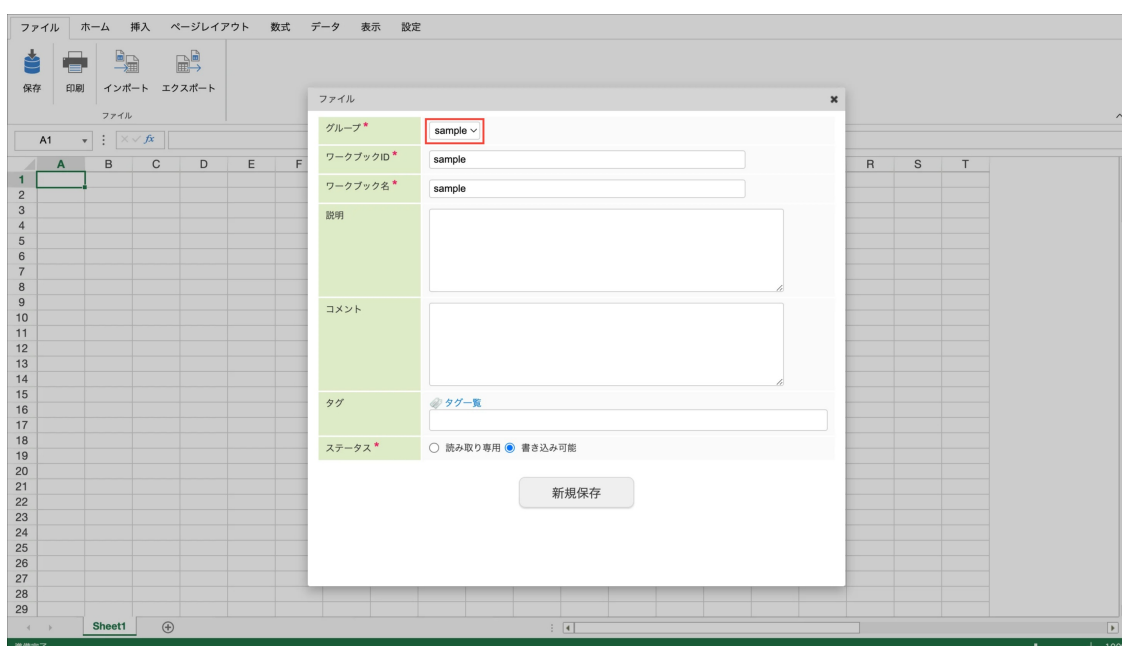 ファイル ホーム 挿入 ページレイアウト 数式 データ 表示 設定
保存 印刷 インポート エクスポート
ファイル
A1 fx
A B C D E F R S T
ファイル
グループ* sample
ワークブックID* sample
ワークブック名* sample
説明
コメント
タグ タグ一覧
ステータス* 読み取り専用 書き込み可能
新規保存
1
2
3
4
5
6
7
8
9
10
11
12
13
14
15
16
17
18
19
20
21
22
23
24
25
26
27
28
29
Sheet1